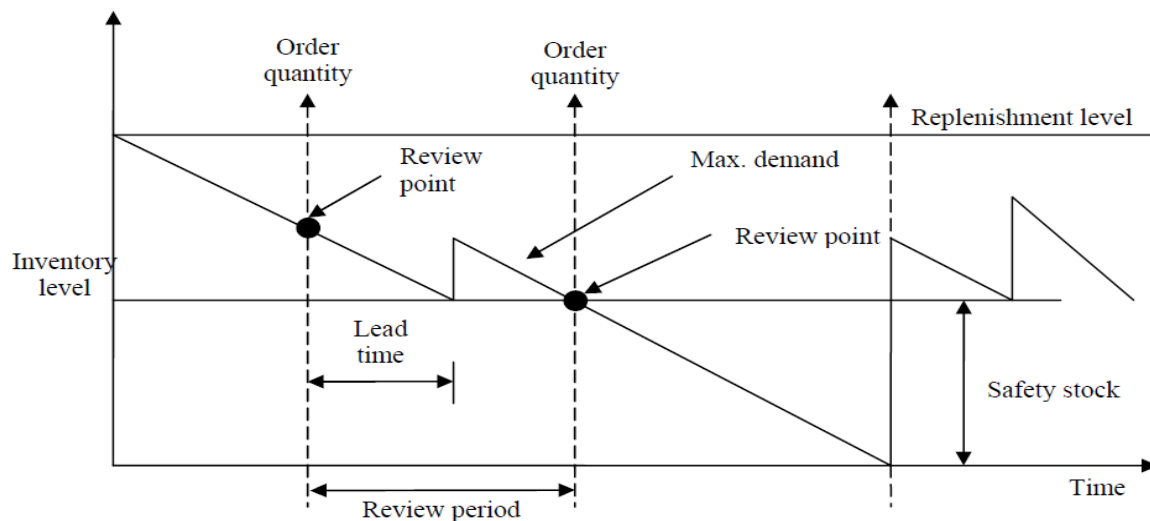 Order
quantity
Order
quantity
Replenishment level
Review
point
Max. demand
Review point
Inventory
level
Lead
time
Safety stock
Time
Review period